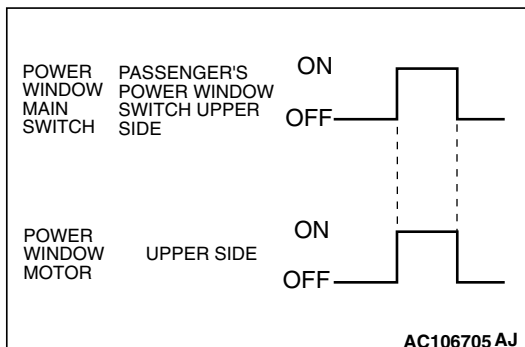 POWER WINDOW MAIN SWITCH
PASSENGER'S POWER WINDOW SWITCH UPPER SIDE
ON
OFF
POWER WINDOW MOTOR
UPPER SIDE
ON
OFF
AC106705 AJ